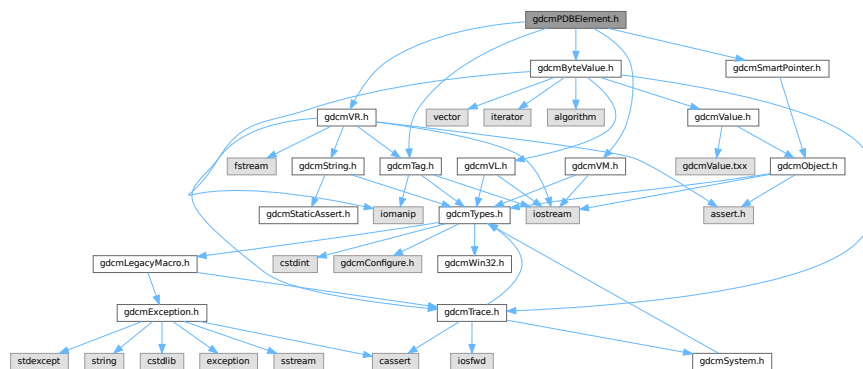 gdcmPDBElement.h
gdcmByteValue.h
gdcmSmartPointer.h
gdcmVR.h
vector
iterator
algorithm
gdcmValue.h
fstream
gdcmString.h
gdcmTag.h
gdcmVL.h
gdcmVM.h
gdcmValue.txx
gdcmObject.h
gdcmStaticAssert.h
iomanip
gdcmTypes.h
iostream
assert.h
gdcmLegacyMacro.h
cstdint
gdcmConfigure.h
gdcmWin32.h
gdcmException.h
gdcmTrace.h
stdexcept
string
cstdlib
exception
sstream
cassert
iosfwd
gdcmSystem.h